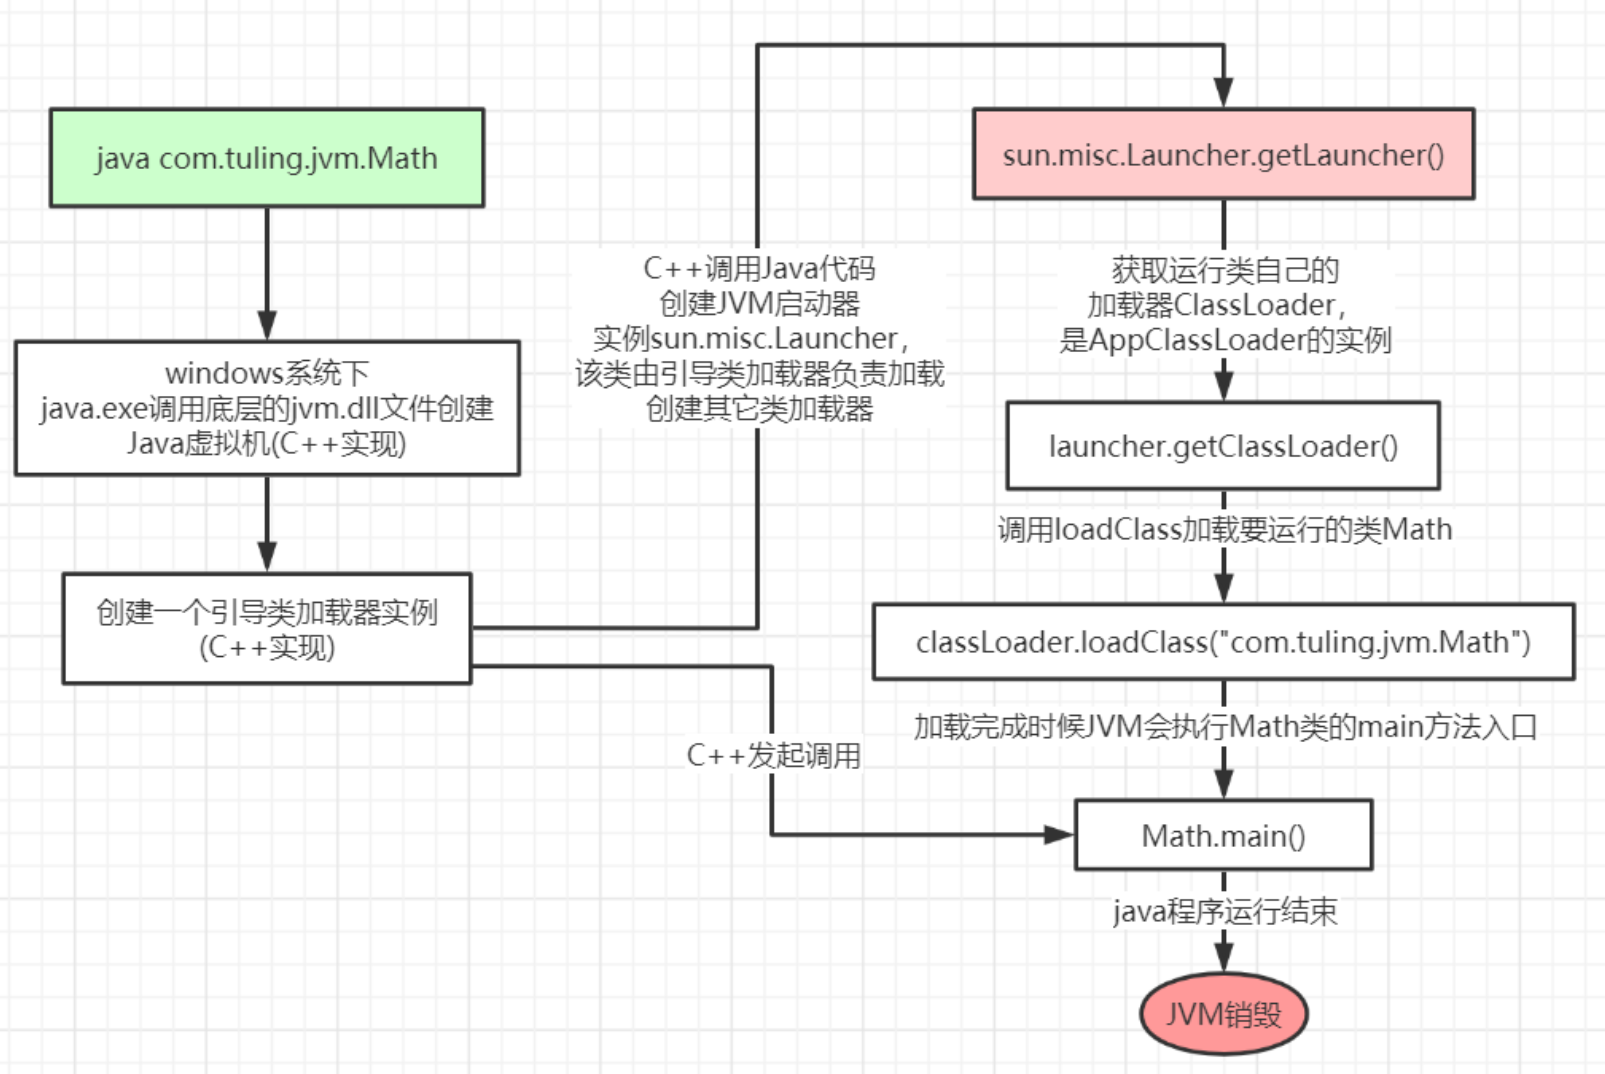 java com.tuling.jvm.Math
windows系统下
java.exe调用底层的jvm.dll文件创建
Java虚拟机(C++实现)
创建一个引导类加载器实例
(C++实现)
C++调用Java代码
创建JVM启动器
实例sun.misc.Launcher,
该类由引导类加载器负责加载
创建其它类加载器
C++发起调用
sun.misc.Launcher.getLauncher()
获取运行类自己的
加载器ClassLoader,
是AppClassLoader的实例
launcher.getClassLoader()
调用loadClass加载要运行的类Math
classLoader.loadClass("com.tuling.jvm.Math")
加载完成时候JVM会执行Math类的main方法入口
Math.main()
java程序运行结束
JVM销毁